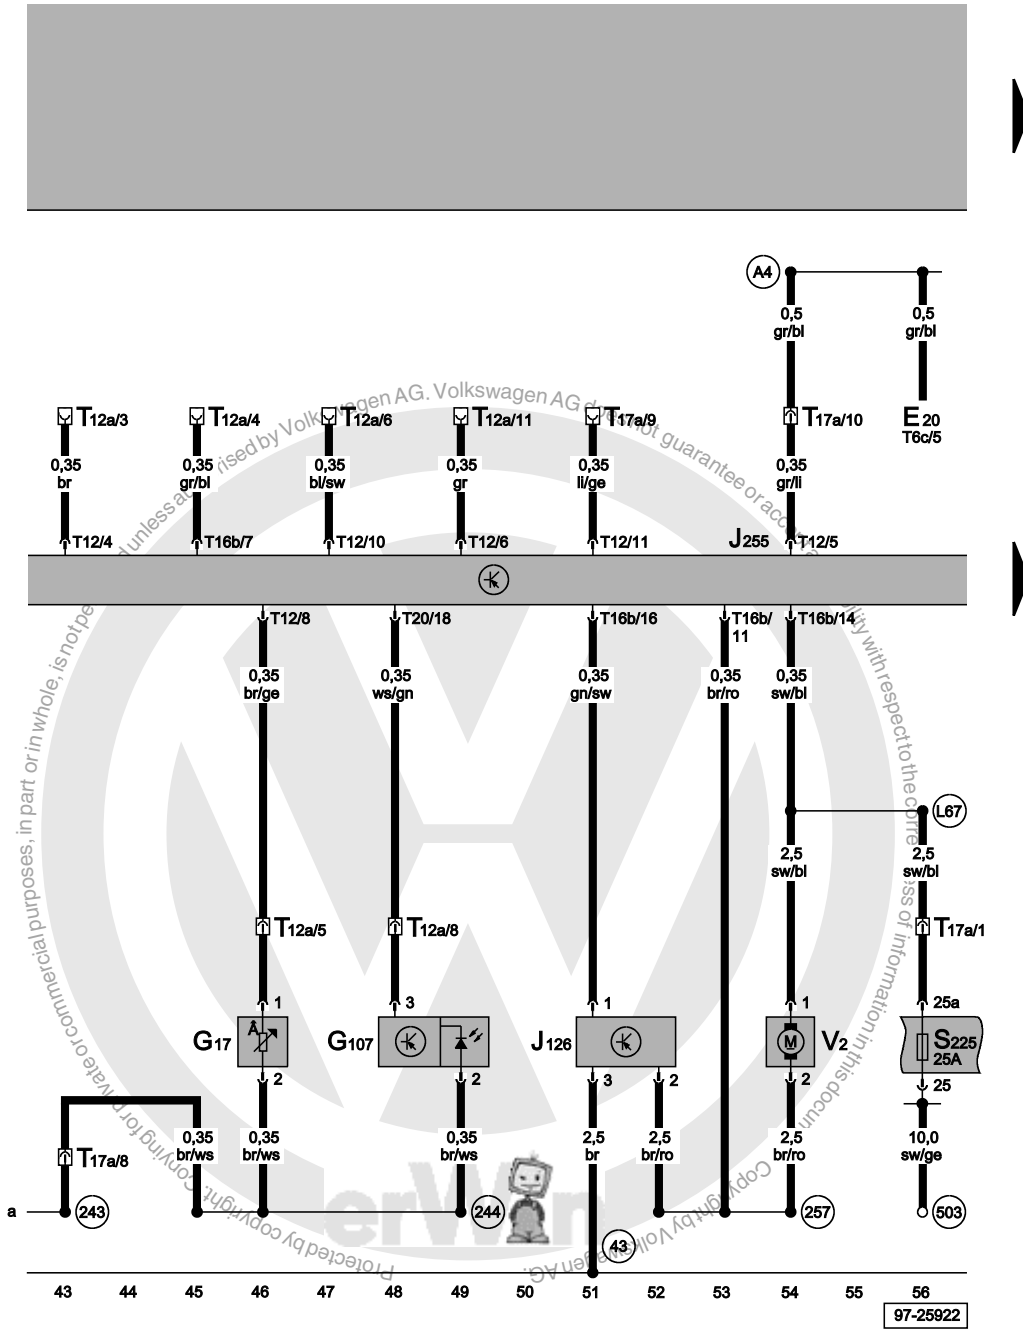 A4
0,5 0,5
gr/bl gr/bl
T12a/3 T12a/4 T12a/6 T12a/11 T17a/9 T17a/10 E20
T6c/5
0,35 0,35 0,35 0,35 0,35 0,35
br gr/bl bl/sw gr li/ge gr/li
T12/4 T16b/7 T12/10 T12/6 T12/11 J255 T12/5
T12/8 T20/18 T16b/16 T16b/ T16b/14
11
0,35 0,35 0,35 0,35 0,35
br/ge ws/gn gn/sw br/ro sw/bl
L67
2,5 2,5
sw/bl sw/bl
T12a/5 T12a/8 T17a/1
1 3 1 1 25a
G17 G107 J126 M V2 S225
25A
2 2 3 2 2 25
0,35 0,35 0,35 2,5 2,5 2,5 10,0
br/ws br/ws br/ws br br/ro br/ro sw/ge
T17a/8
a 243 244 257 503
43
43 44 45 46 47 48 49 50 51 52 53 54 55 56
97-25922
erWin
Protected by copyright. Copying for private or commercial purposes, in part or in whole, is not
AG. Volkswagen AG does not guarantee or
with respect to the
of information in this
Copyright by Volkswagen AG.